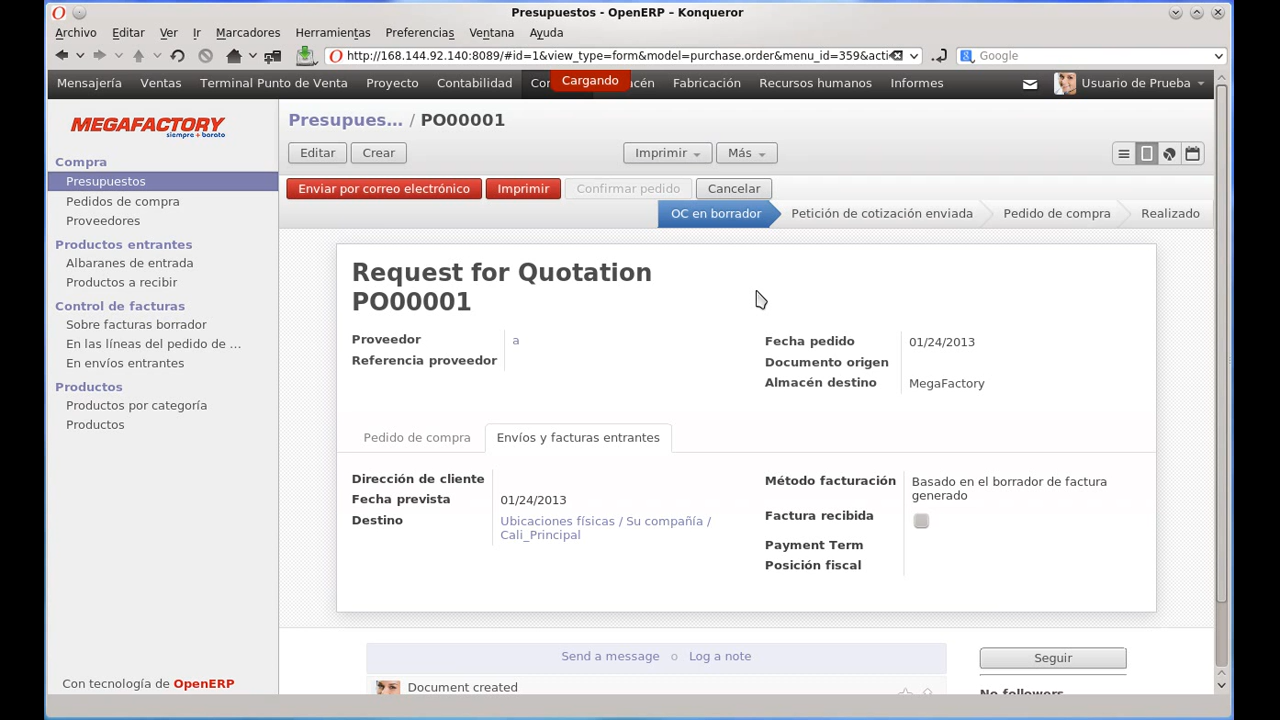 Presupuestos - OpenERP – Konqueror
Archivo Editar Ver Ir Marcadores Herramientas Preferencias Ventana Ayuda
http://168.144.92.140:8089/#id=1&view_type=form&model=purchase.order&menu_id=359&acti
Google
Mensajería Ventas Terminal Punto de Venta Proyecto Contabilidad Cargando Fabricación Recursos humanos Informes Usuario de Prueba
MEGAFACTORY
siempre + barato
Presupues... / PO00001
Editar Crear Imprimir Más
Compra
Presupuestos
Pedidos de compra
Proveedores
Productos entrantes
Albaranes de entrada
Productos a recibir
Control de facturas
Sobre facturas borrador
En las líneas del pedido de ...
En envíos entrantes
Productos
Productos por categoría
Productos
Con tecnología de OpenERP
Enviar por correo electrónico Imprimir Confirmar pedido Cancelar
OC en borrador Petición de cotización enviada Pedido de compra Realizado
Request for Quotation
PO00001
Proveedor a
Referencia proveedor
Fecha pedido 01/24/2013
Documento origen
Almacén destino MegaFactory
Pedido de compra Envíos y facturas entrantes
Dirección de cliente
Fecha prevista 01/24/2013
Destino Ubicaciones físicas / Su compañía /
Cali_Principal
Método facturación Basado en el borrador de factura
generado
Factura recibida
Payment Term
Posición fiscal
Send a message o Log a note
Document created
Seguir
No followers